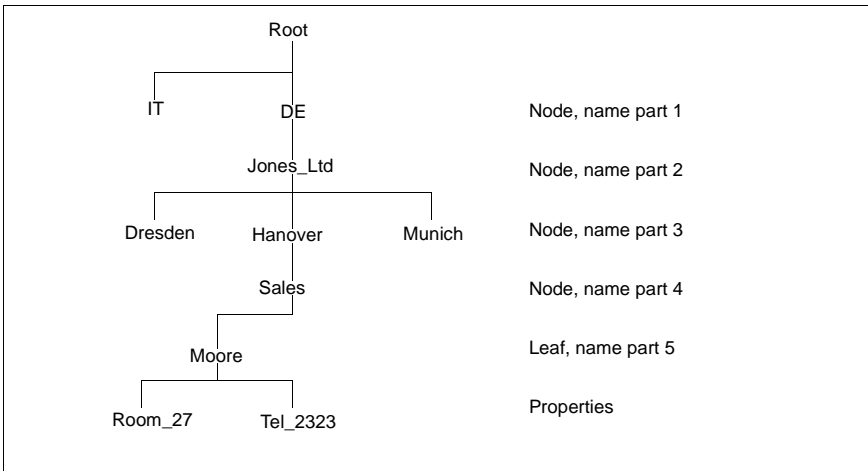 Root
IT DE Node, name part 1
Jones_Ltd Node, name part 2
Dresden Hanover Munich Node, name part 3
Sales Node, name part 4
Moore Leaf, name part 5
Room_27 Tel_2323 Properties